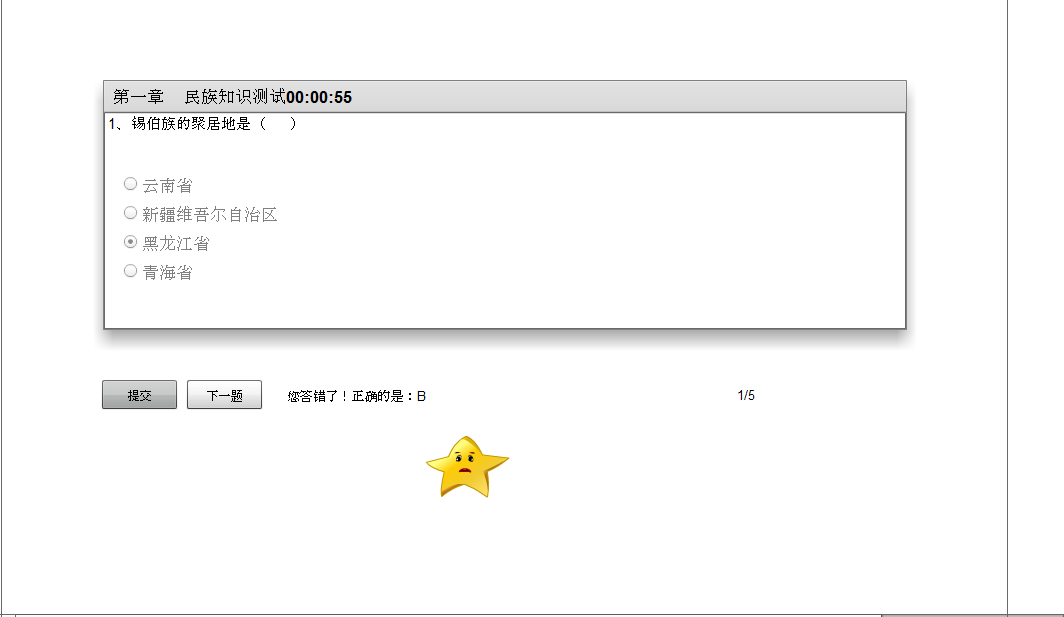 第一章 民族知识测试00:00:55
1、锡伯族的聚居地是（ ）
云南省
新疆维吾尔自治区
黑龙江省
青海省
提交 下一题 您答错了！正确的是：B 1/5